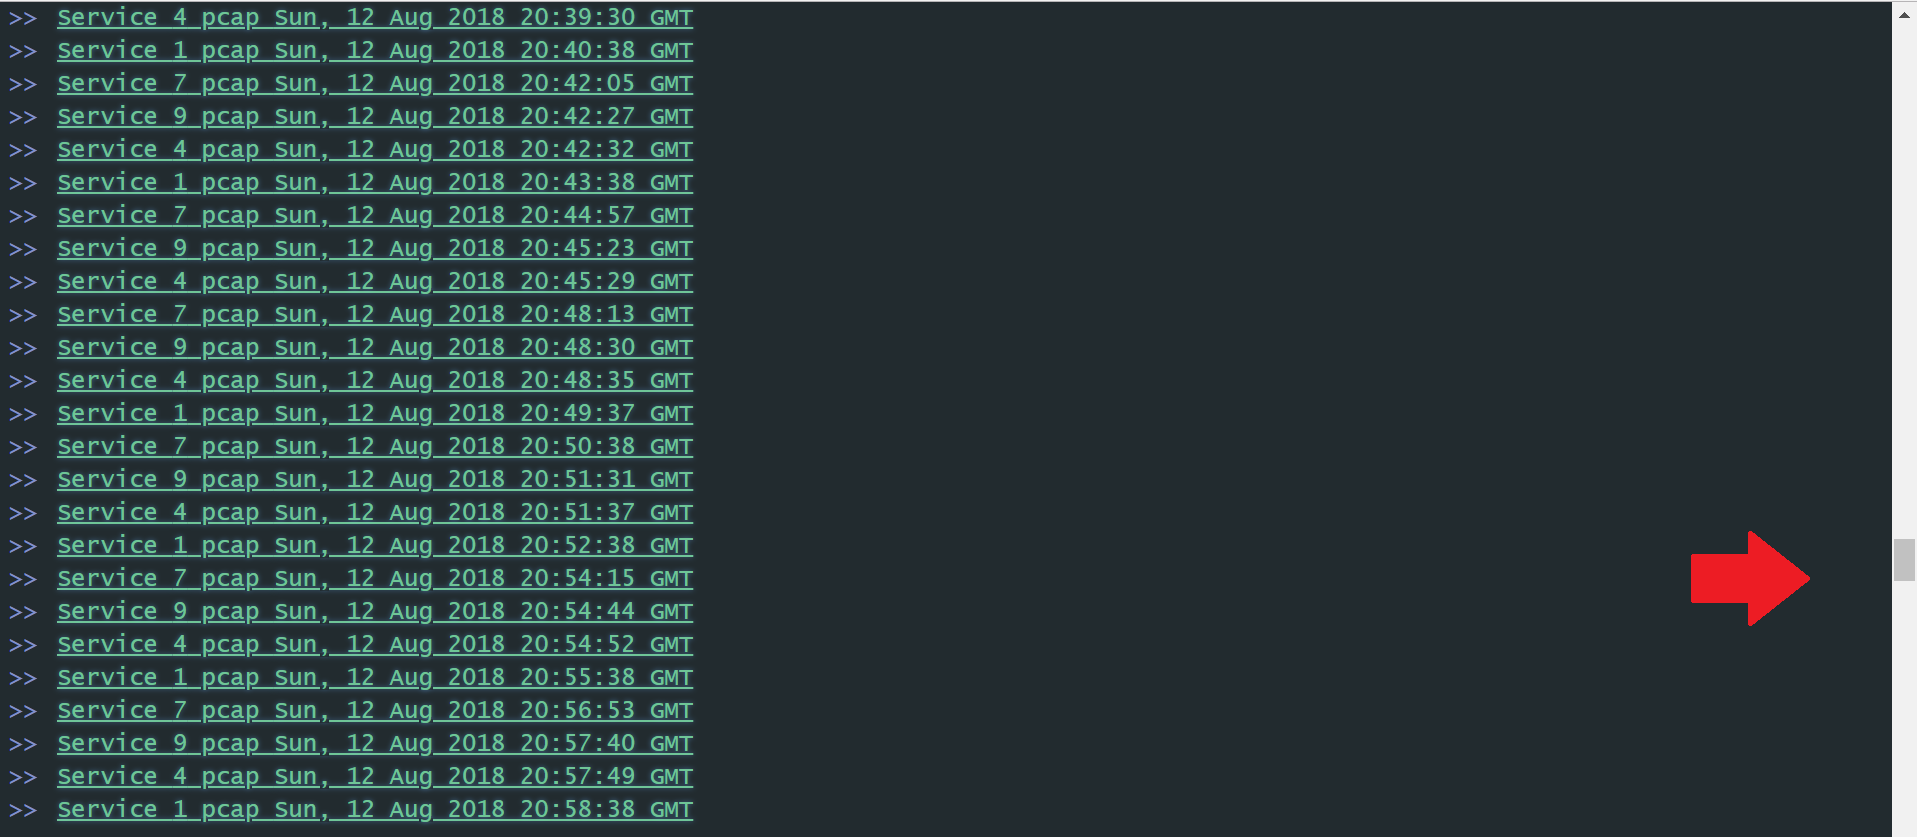 >> Service 4 pcap Sun, 12 Aug 2018 20:39:30 GMT
>> Service 1 pcap Sun, 12 Aug 2018 20:40:38 GMT
>> Service 7 pcap Sun, 12 Aug 2018 20:42:05 GMT
>> Service 9 pcap Sun, 12 Aug 2018 20:42:27 GMT
>> Service 4 pcap Sun, 12 Aug 2018 20:42:32 GMT
>> Service 1 pcap Sun, 12 Aug 2018 20:43:38 GMT
>> Service 7 pcap Sun, 12 Aug 2018 20:44:57 GMT
>> Service 9 pcap Sun, 12 Aug 2018 20:45:23 GMT
>> Service 4 pcap Sun, 12 Aug 2018 20:45:29 GMT
>> Service 7 pcap Sun, 12 Aug 2018 20:48:13 GMT
>> Service 9 pcap Sun, 12 Aug 2018 20:48:30 GMT
>> Service 4 pcap Sun, 12 Aug 2018 20:48:35 GMT
>> Service 1 pcap Sun, 12 Aug 2018 20:49:37 GMT
>> Service 7 pcap Sun, 12 Aug 2018 20:50:38 GMT
>> Service 9 pcap Sun, 12 Aug 2018 20:51:31 GMT
>> Service 4 pcap Sun, 12 Aug 2018 20:51:37 GMT
>> Service 1 pcap Sun, 12 Aug 2018 20:52:38 GMT
>> Service 7 pcap Sun, 12 Aug 2018 20:54:15 GMT
>> Service 9 pcap Sun, 12 Aug 2018 20:54:44 GMT
>> Service 4 pcap Sun, 12 Aug 2018 20:54:52 GMT
>> Service 1 pcap Sun, 12 Aug 2018 20:55:38 GMT
>> Service 7 pcap Sun, 12 Aug 2018 20:56:53 GMT
>> Service 9 pcap Sun, 12 Aug 2018 20:57:40 GMT
>> Service 4 pcap Sun, 12 Aug 2018 20:57:49 GMT
>> Service 1 pcap Sun, 12 Aug 2018 20:58:38 GMT